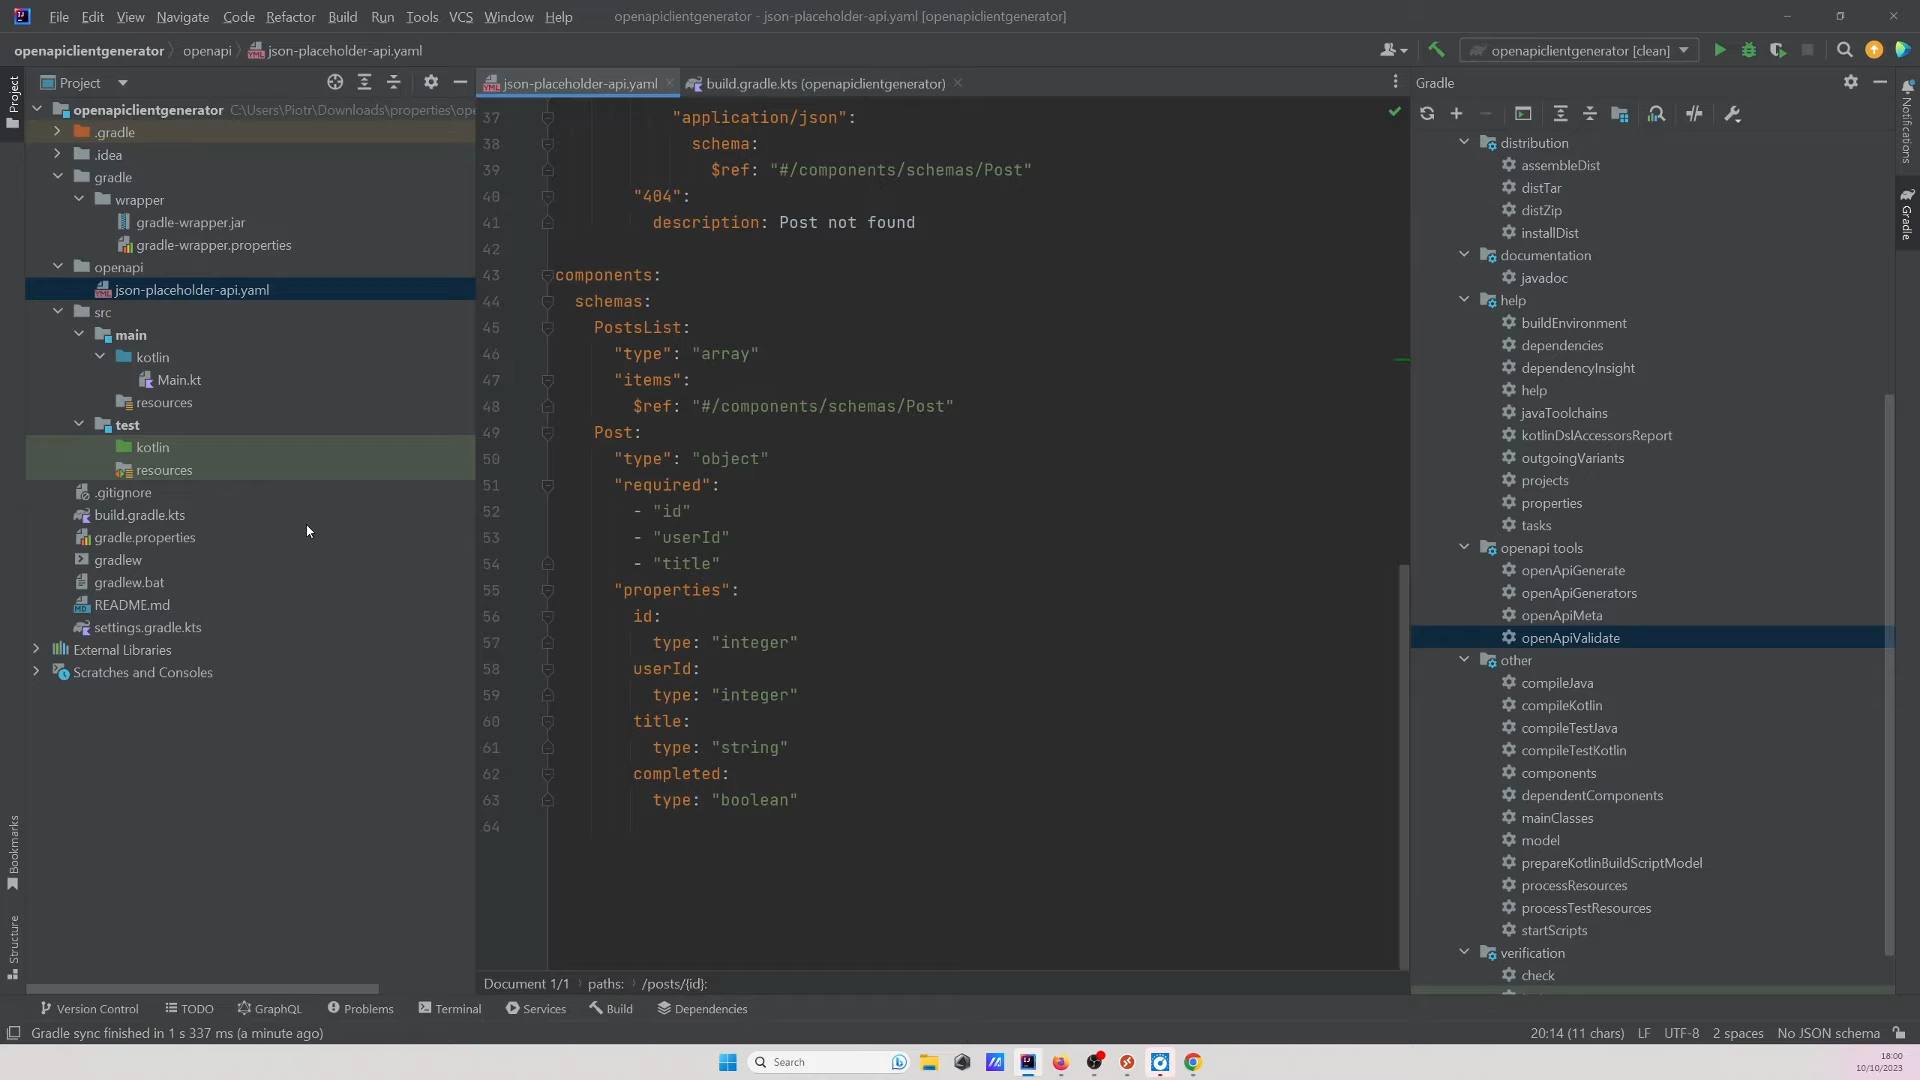 File Edit View Navigate Code Refactor Build Run Tools VCS Window Help openapiclientgenerator - json-placeholder-api.yaml [openapiclientgenerator]
openapiclientgenerator openapi json-placeholder-api.yaml
openapiclientgenerator [clean]
Project
json-placeholder-api.yaml
build.gradle.kts (openapiclientgenerator)
Gradle
Project
Bookmarks
Structure
Notifications
Gradle
openapiclientgenerator C:\Users\Piotr\Downloads\properties\ope
.gradle
.idea
gradle
wrapper
gradle-wrapper.jar
gradle-wrapper.properties
openapi
json-placeholder-api.yaml
src
main
kotlin
Main.kt
resources
test
kotlin
resources
.gitignore
build.gradle.kts
gradle.properties
gradlew
gradlew.bat
README.md
settings.gradle.kts
External Libraries
Scratches and Consoles
37 "application/json":
38 schema:
39 $ref: "#/components/schemas/Post"
40 "404":
41 description: Post not found
42
43 components:
44 schemas:
45 PostsList:
46 "type": "array"
47 "items":
48 $ref: "#/components/schemas/Post"
49 Post:
50 "type": "object"
51 "required":
52 - "id"
53 - "userId"
54 - "title"
55 "properties":
56 id:
57 type: "integer"
58 userId:
59 type: "integer"
60 title:
61 type: "string"
62 completed:
63 type: "boolean"
64
distribution
assembleDist
distTar
distZip
installDist
documentation
javadoc
help
buildEnvironment
dependencies
dependencyInsight
help
javaToolchains
kotlinDslAccessorsReport
outgoingVariants
projects
properties
tasks
openapi tools
openApiGenerate
openApiGenerators
openApiMeta
openApiValidate
other
compileJava
compileKotlin
compileTestJava
compileTestKotlin
components
dependentComponents
mainClasses
model
prepareKotlinBuildScriptModel
processResources
processTestResources
startScripts
verification
check
Document 1/1 paths: /posts/{id}:
Version Control TODO GraphQL Problems Terminal Services Build Dependencies
Gradle sync finished in 1 s 337 ms (a minute ago)
20:14 (11 chars) LF UTF-8 2 spaces No JSON schema
Search
18:00
10/10/2023